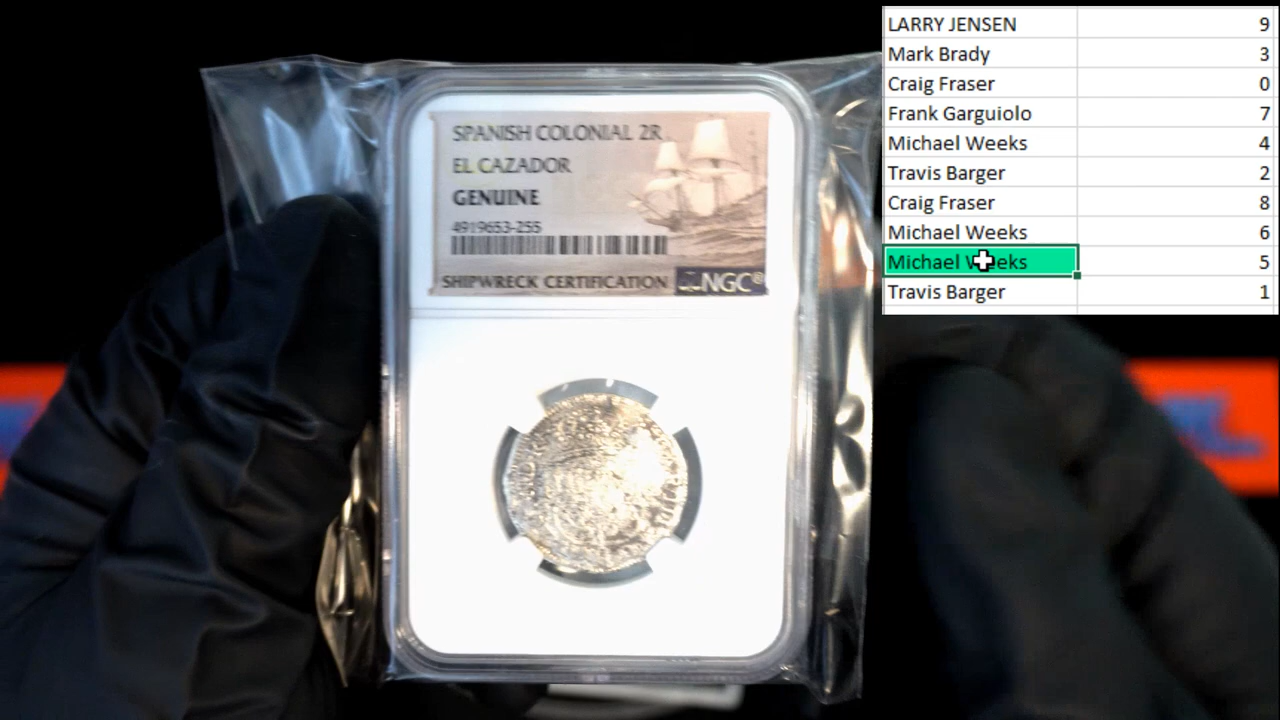 SPANISH COLONIAL 2R
EL CAZADOR
GENUINE
4919653-255
SHIPWRECK CERTIFICATION NGC®
LARRY JENSEN 9
Mark Brady 3
Craig Fraser 0
Frank Garguiolo 7
Michael Weeks 4
Travis Barger 2
Craig Fraser 8
Michael Weeks 6
Michael Weeks 5
Travis Barger 1